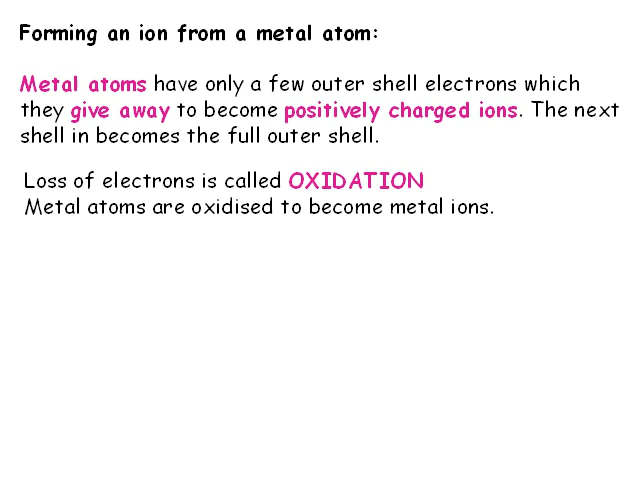 Forming an ion from a metal atom:
Metal atoms have only a few outer shell electrons which
they give away to become positively charged ions. The next
shell in becomes the full outer shell.
Loss of electrons is called OXIDATION
Metal atoms are oxidised to become metal ions.